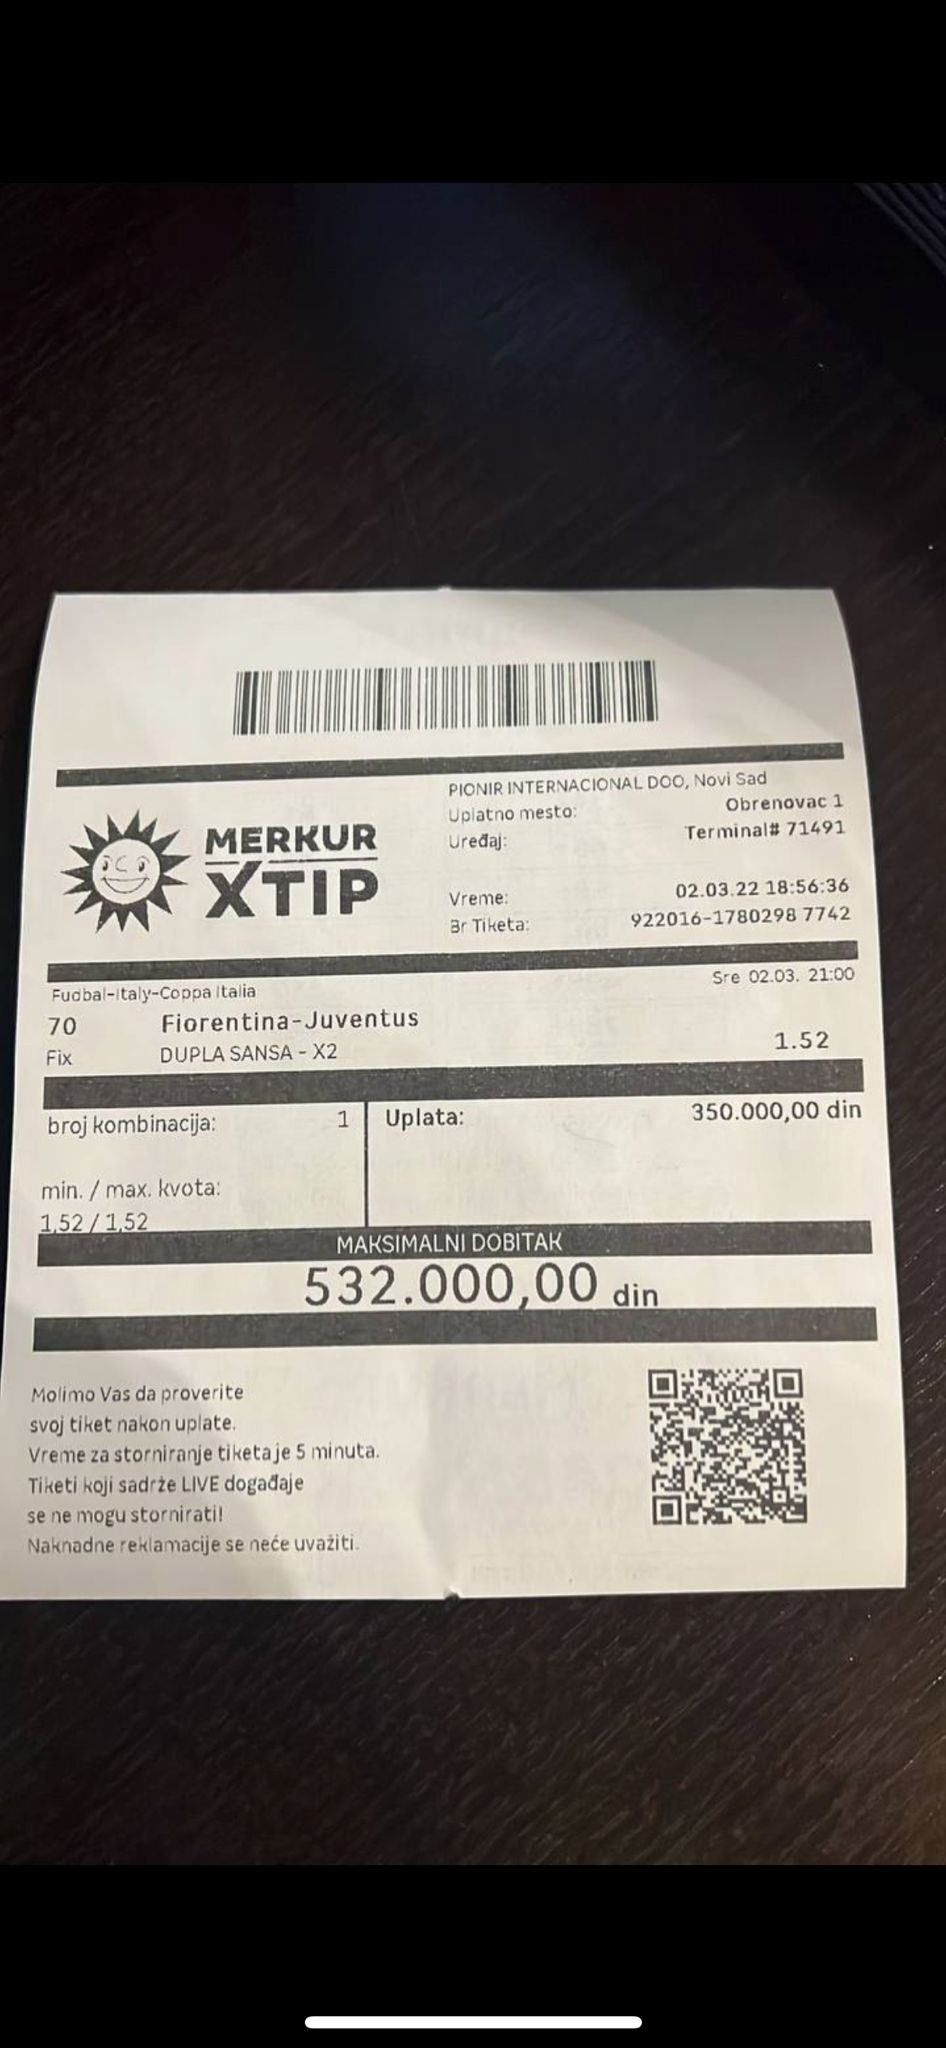 PIONIR INTERNACIONAL DOO, Novi Sad
Uplatno mesto: Obrenovac 1
Uređaj: Terminal# 71491
MERKUR
XTIP
Vreme: 02.03.22 18:56:36
Br Tiketa: 922016-1780298 7742
Fudbal-Italy-Coppa Italia Sre 02.03. 21:00
70 Fiorentina-Juventus
Fix DUPLA SANSA - X2 1.52
broj kombinacija: 1 Uplata: 350.000,00 din
min. / max. kvota:
1,52 / 1,52
MAKSIMALNI DOBITAK
532.000,00 din
Molimo Vas da proverite
svoj tiket nakon uplate.
Vreme za storniranje tiketa je 5 minuta.
Tiketi koji sadrže LIVE događaje
se ne mogu stornirati!
Naknadne reklamacije se neće uvažiti.